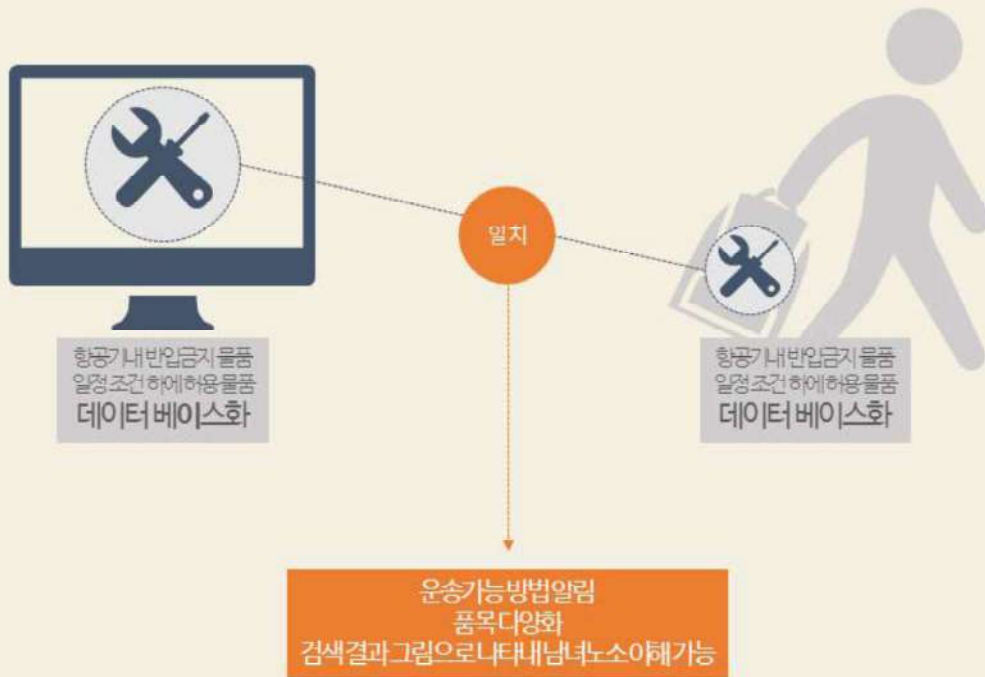 일치
항공기내 반입금지 물품
일정 조건 하에 허용 물품
데이터 베이스화
항공기내 반입금지 물품
일정 조건 하에 허용 물품
데이터 베이스화
운송가능 방법 알림
품목 다양화
검색 결과 그림으로 나타내 남녀노소 이해 가능